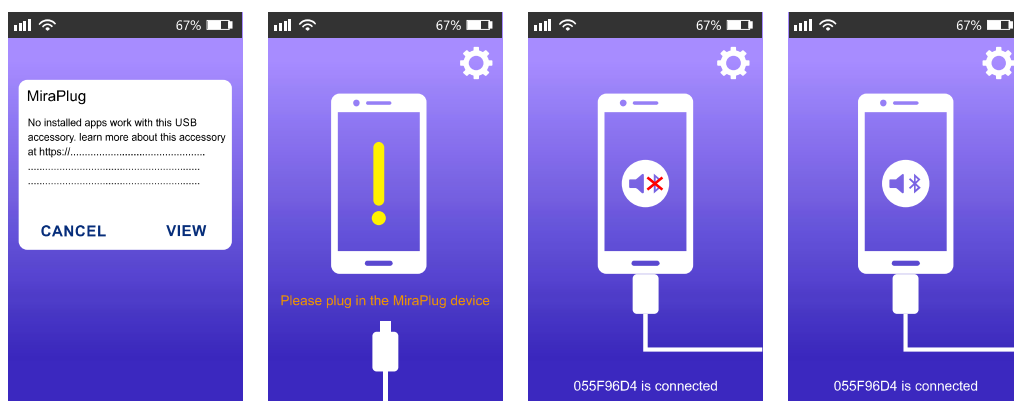 67%
MiraPlug
No installed apps work with this USB
accessory. learn more about this accessory
at https://..............................................
..........................................................
..........................................................
CANCEL VIEW
67%
Please plug in the MiraPlug device
67%
055F96D4 is connected
67%
055F96D4 is connected